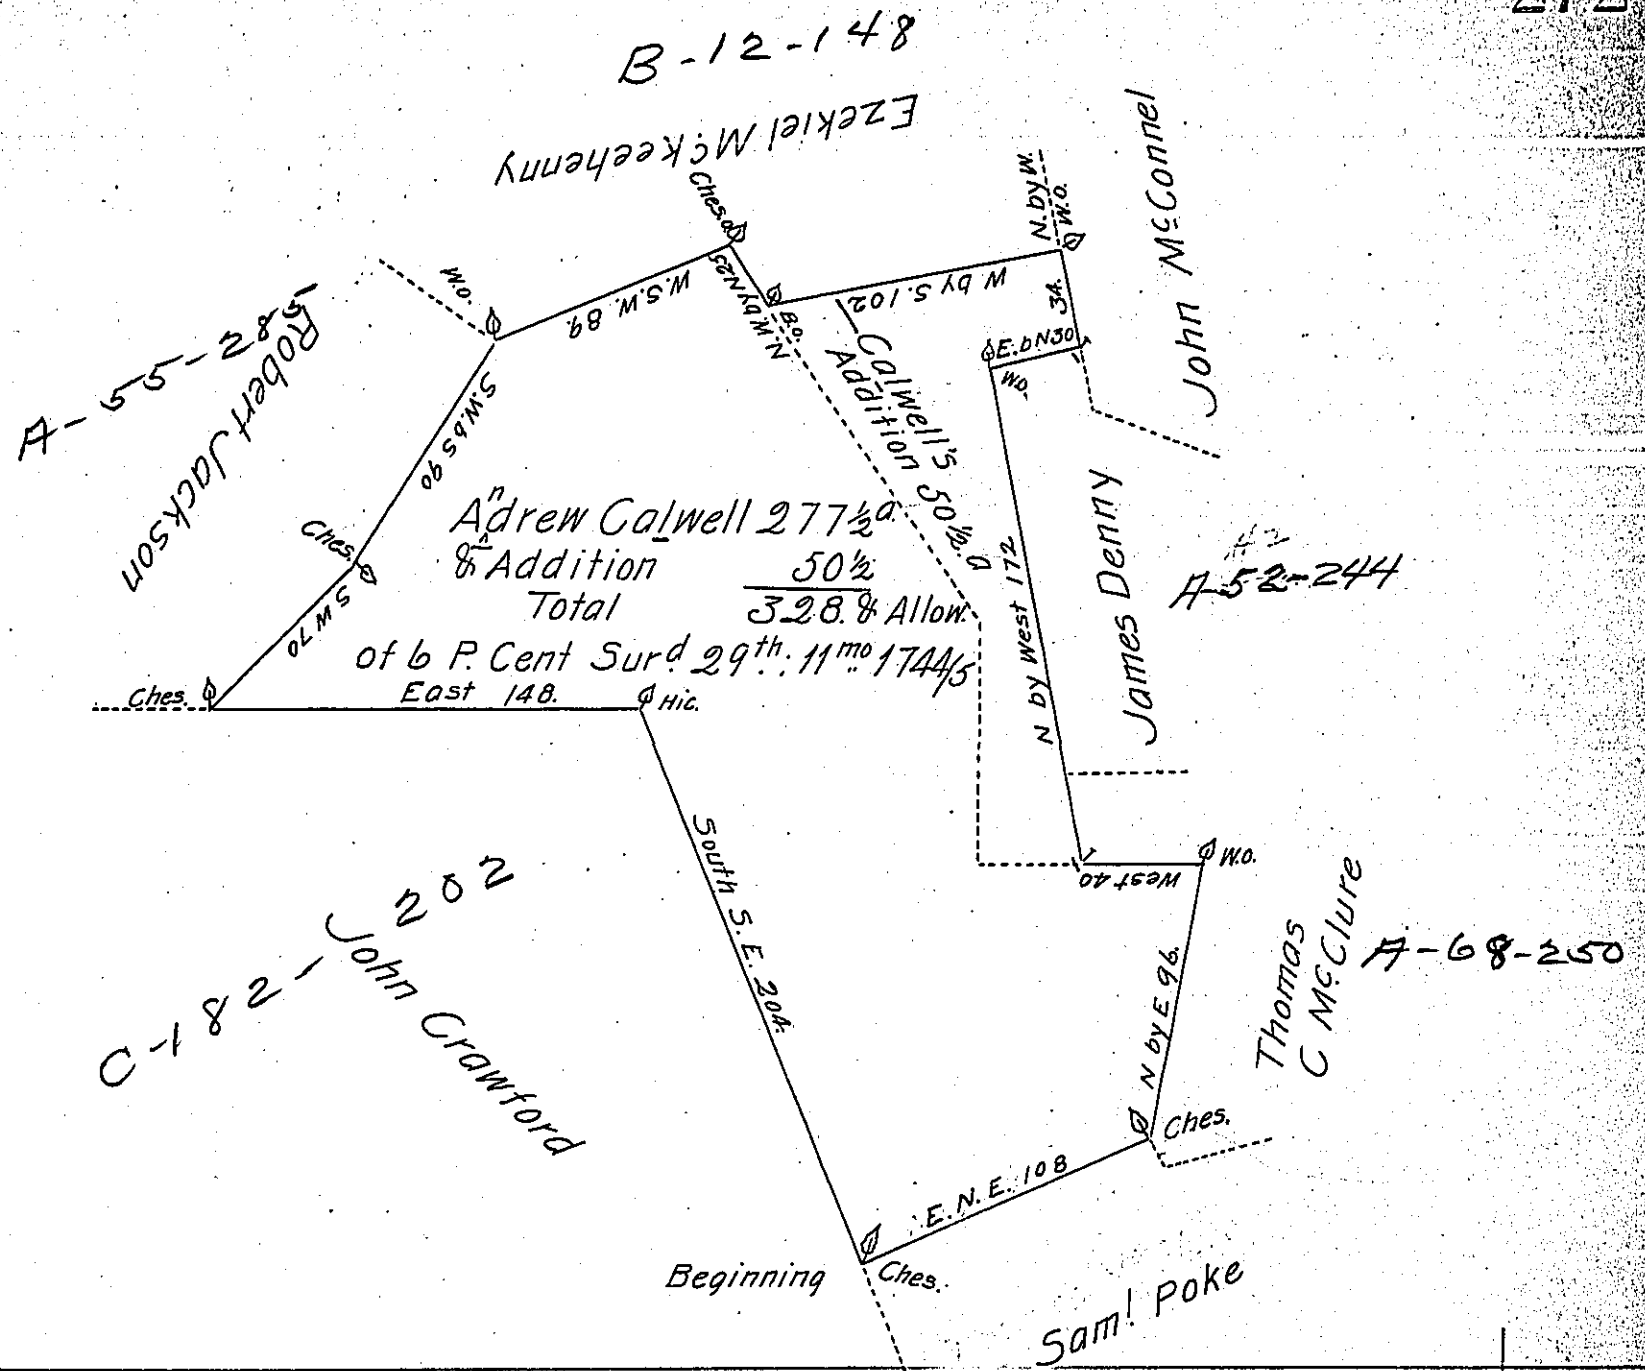 B-12-148
Ezekiel McKeehenny
Ches.o.
N. by W.
W.O.
John McConnel
A-55-285
Robert Jackson
W.O.
W.S.W. 89.
N.W by N 25
N.W by N
B.O.
W by S. 102
34.
E. b N 30
W.O.
Calwell's
Addition 50½.a
S.W. b S 90
Ches.
S W 70
Andrew Calwell 277½ a.
& Addition 50½
Total 328. & Allow.
of 6 P. Cent Surd. 29th: 11mo 1744/5
N by West 172
James Denny
A-52-244
Ches.
East 148.
Hic.
South S.E. 204.
West 40
W.O.
C-182-202
John Crawford
N by E 96.
Thomas
C McClure
A-68-250
Ches.
E.N.E. 108
Beginning
Ches.
Saml Poke